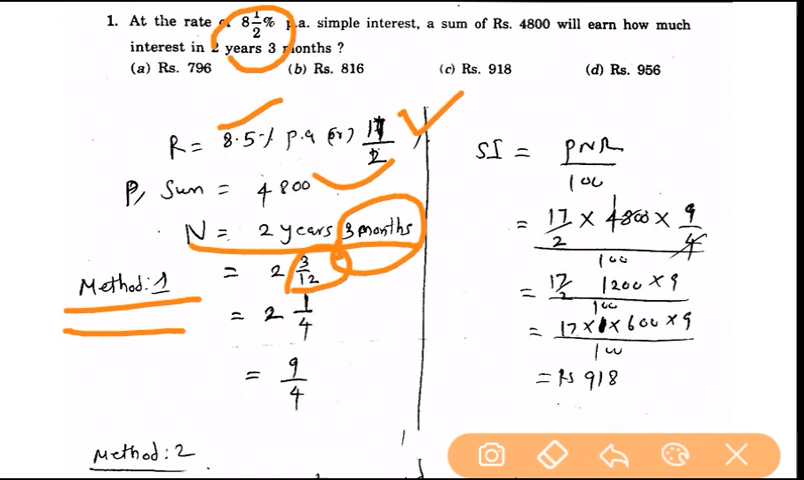 1. At the rate of 8 1/2 % p.a. simple interest, a sum of Rs. 4800 will earn how much
interest in 2 years 3 months ?
(a) Rs. 796 (b) Rs. 816 (c) Rs. 918 (d) Rs. 956
R = 8.5% p.a (or) 17/2
P, Sum = 4800
N = 2 years 3 months
Method: 1
= 2 3/12
= 2 1/4
= 9/4
SI = PNR/100
= 17/2 × 4800 × 9/4 / 100
= 17/2 1200 × 9 / 100
= 17 × 1 × 600 × 9 / 100
= Rs 918
Method: 2